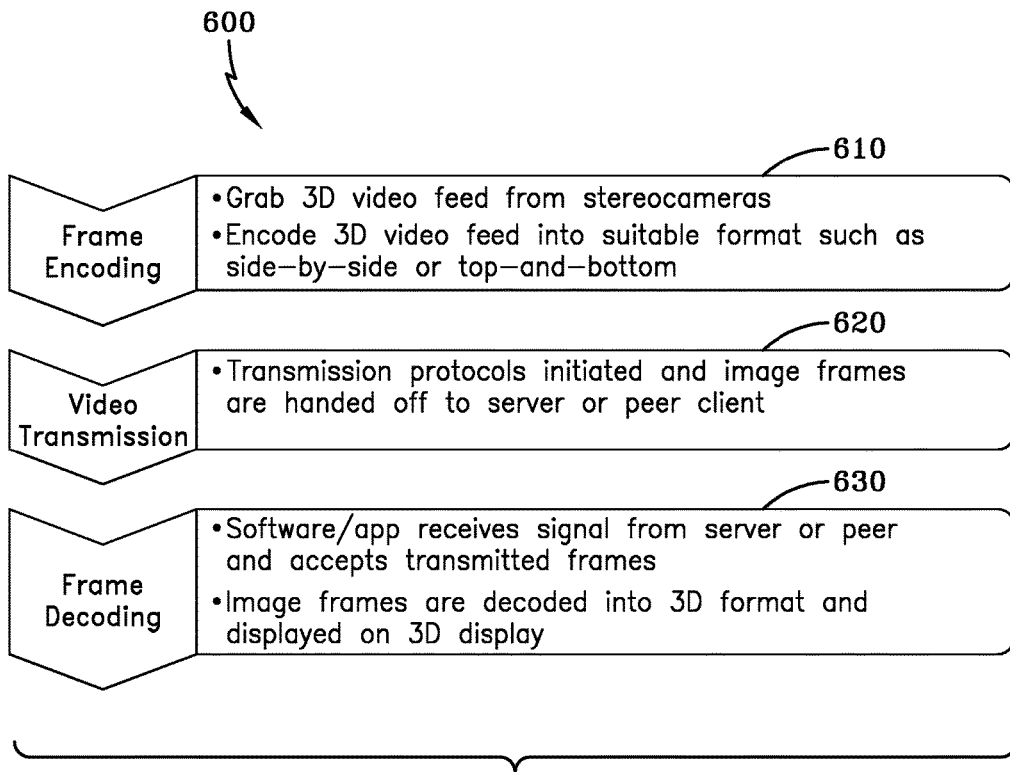 600
610
Frame
Encoding
•Grab 3D video feed from stereocameras
•Encode 3D video feed into suitable format such as
side-by-side or top-and-bottom
620
Video
Transmission
•Transmission protocols initiated and image frames
are handed off to server or peer client
630
Frame
Decoding
•Software/app receives signal from server or peer
and accepts transmitted frames
•Image frames are decoded into 3D format and
displayed on 3D display